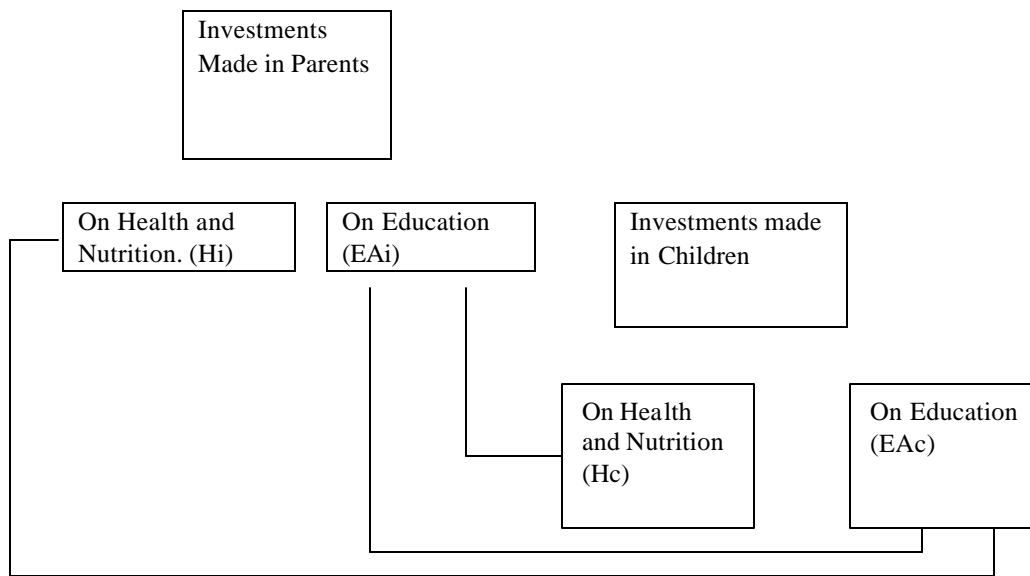 Investments
Made in Parents
On Health and
Nutrition. (Hi)
On Education
(EAi)
Investments made
in Children
On Health
and Nutrition
(Hc)
On Education
(EAc)